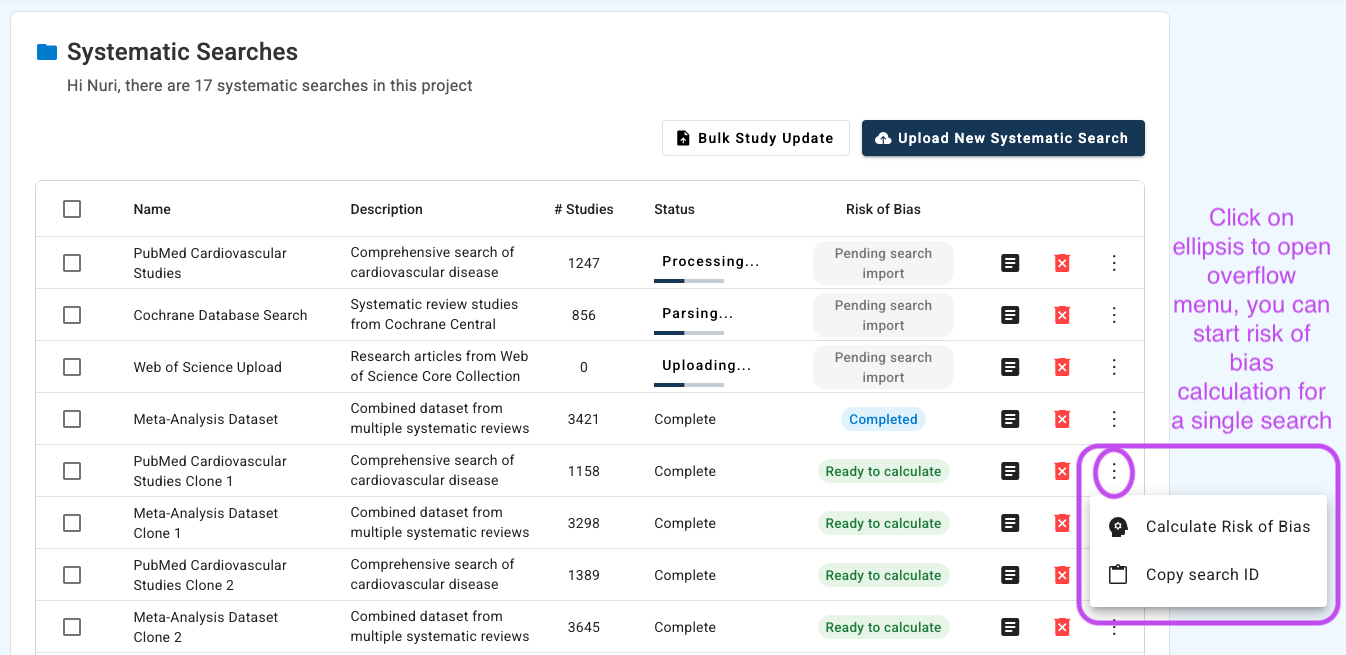 Systematic Searches
Hi Nuri, there are 17 systematic searches in this project
Bulk Study Update
Upload New Systematic Search
Name Description # Studies Status Risk of Bias
PubMed Cardiovascular
Studies
Comprehensive search of
cardiovascular disease
1247
Processing...
Pending search
import
Cochrane Database Search
Systematic review studies
from Cochrane Central
856
Parsing...
Pending search
import
Web of Science Upload
Research articles from Web
of Science Core Collection
0
Uploading...
Pending search
import
Meta-Analysis Dataset
Combined dataset from
multiple systematic reviews
3421
Complete
Completed
PubMed Cardiovascular
Studies Clone 1
Comprehensive search of
cardiovascular disease
1158
Complete
Ready to calculate
Meta-Analysis Dataset
Clone 1
Combined dataset from
multiple systematic reviews
3298
Complete
Ready to calculate
PubMed Cardiovascular
Studies Clone 2
Comprehensive search of
cardiovascular disease
1389
Complete
Ready to calculate
Meta-Analysis Dataset
Clone 2
Combined dataset from
multiple systematic reviews
3645
Complete
Ready to calculate
Click on
ellipsis to open
overflow
menu, you can
start risk of
bias
calculation for
a single search
Calculate Risk of Bias
Copy search ID